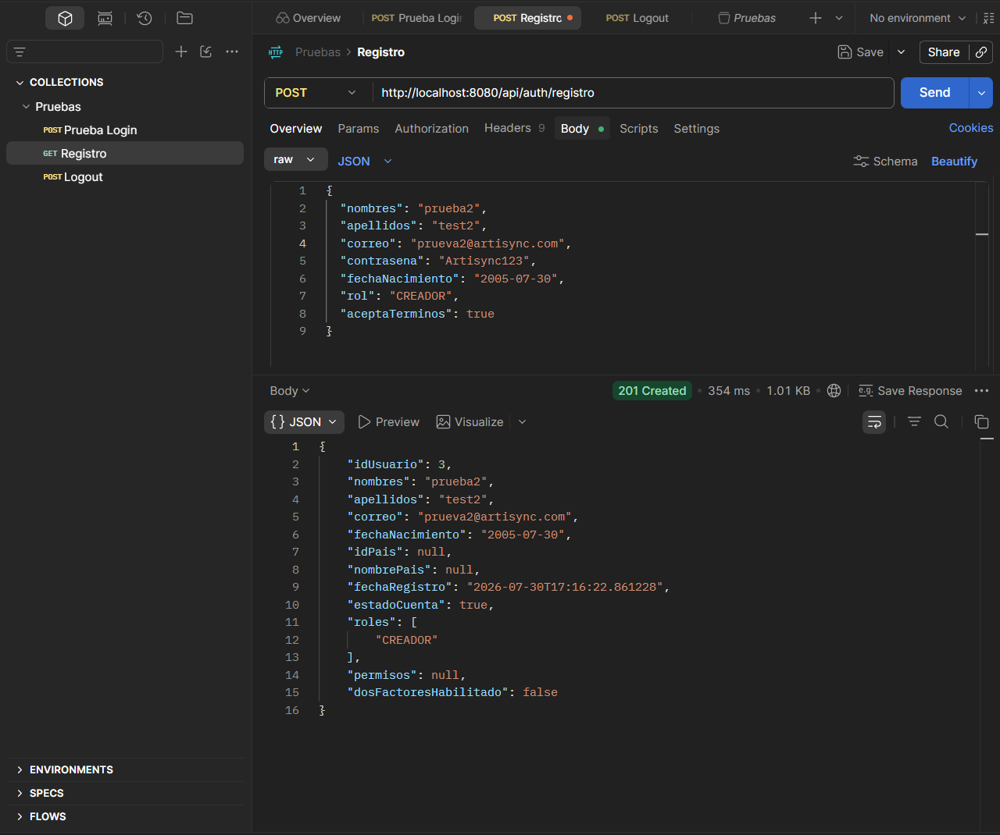 Overview
POST Prueba Login
POST Registro
POST Logout
Pruebas
No environment
Pruebas > Registro
Save
Share
COLLECTIONS
Pruebas
POST Prueba Login
GET Registro
POST Logout
POST
http://localhost:8080/api/auth/registro
Send
Overview
Params
Authorization
Headers 9
Body
Scripts
Settings
Cookies
raw
JSON
Schema
Beautify
1 {
2 "nombres": "prueba2",
3 "apellidos": "test2",
4 "correo": "prueva2@artisync.com",
5 "contrasena": "Artisync123",
6 "fechaNacimiento": "2005-07-30",
7 "rol": "CREADOR",
8 "aceptaTerminos": true
9 }
Body
201 Created
354 ms
1.01 KB
e.g. Save Response
{} JSON
Preview
Visualize
1 {
2 "idUsuario": 3,
3 "nombres": "prueba2",
4 "apellidos": "test2",
5 "correo": "prueva2@artisync.com",
6 "fechaNacimiento": "2005-07-30",
7 "idPais": null,
8 "nombrePais": null,
9 "fechaRegistro": "2026-07-30T17:16:22.861228",
10 "estadoCuenta": true,
11 "roles": [
12 "CREADOR"
13 ],
14 "permisos": null,
15 "dosFactoresHabilitado": false
16 }
ENVIRONMENTS
SPECS
FLOWS